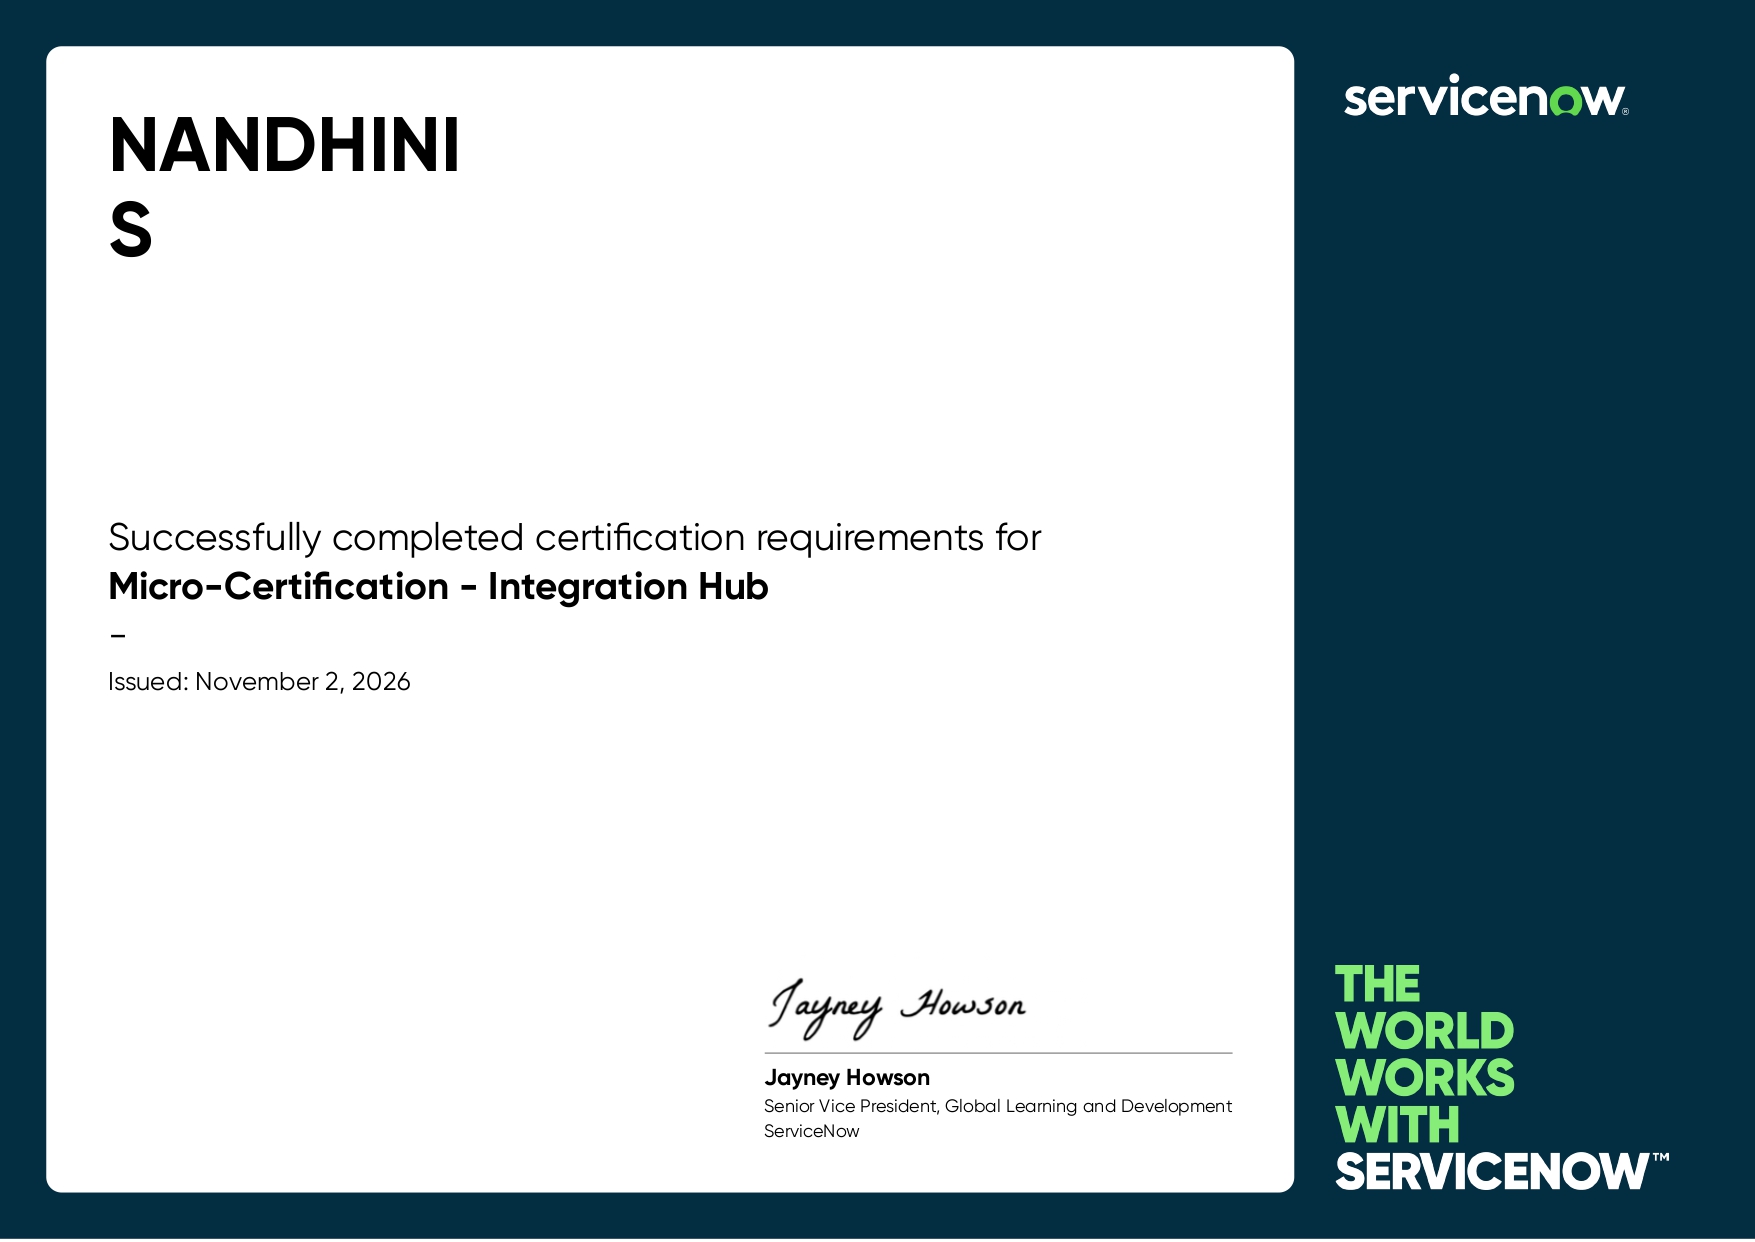 NANDHINI
S
servicenow®
Successfully completed certification requirements for
Micro-Certification - Integration Hub
–
Issued: November 2, 2026
Jayney Howson
Jayney Howson
Senior Vice President, Global Learning and Development
ServiceNow
THE
WORLD
WORKS
WITH
SERVICENOW™